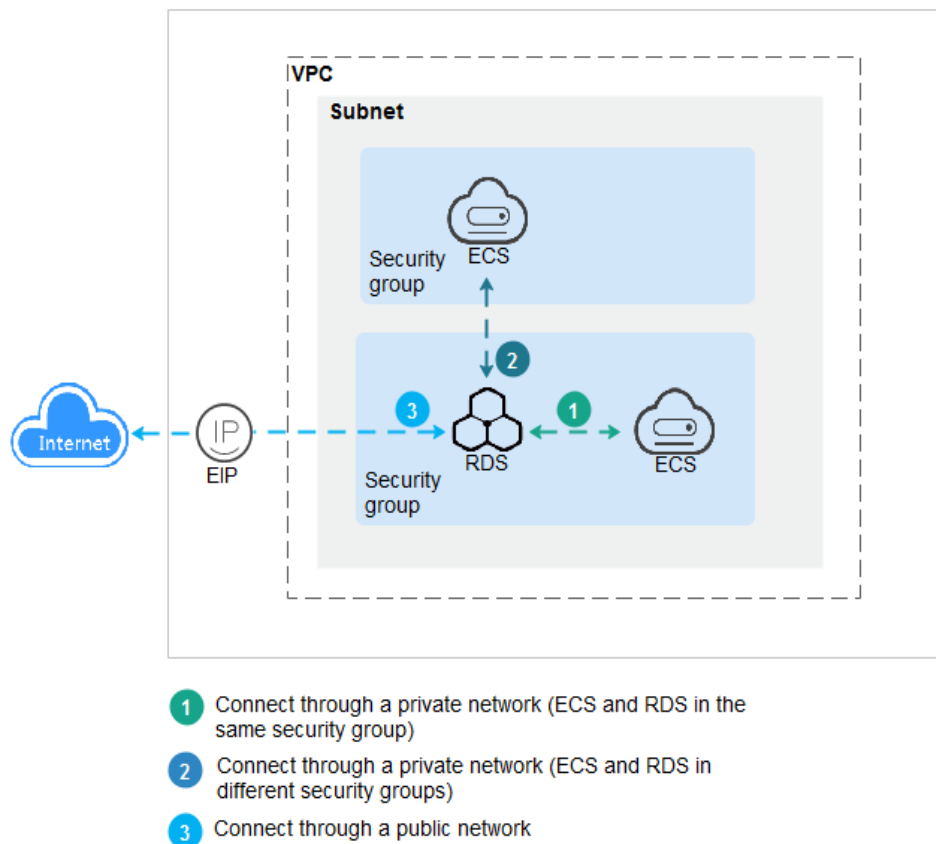 VPC
Subnet
ECS
Security
group
2
3
1
Internet
IP
EIP
RDS
ECS
Security
group
1 Connect through a private network (ECS and RDS in the
same security group)
2 Connect through a private network (ECS and RDS in
different security groups)
3 Connect through a public network